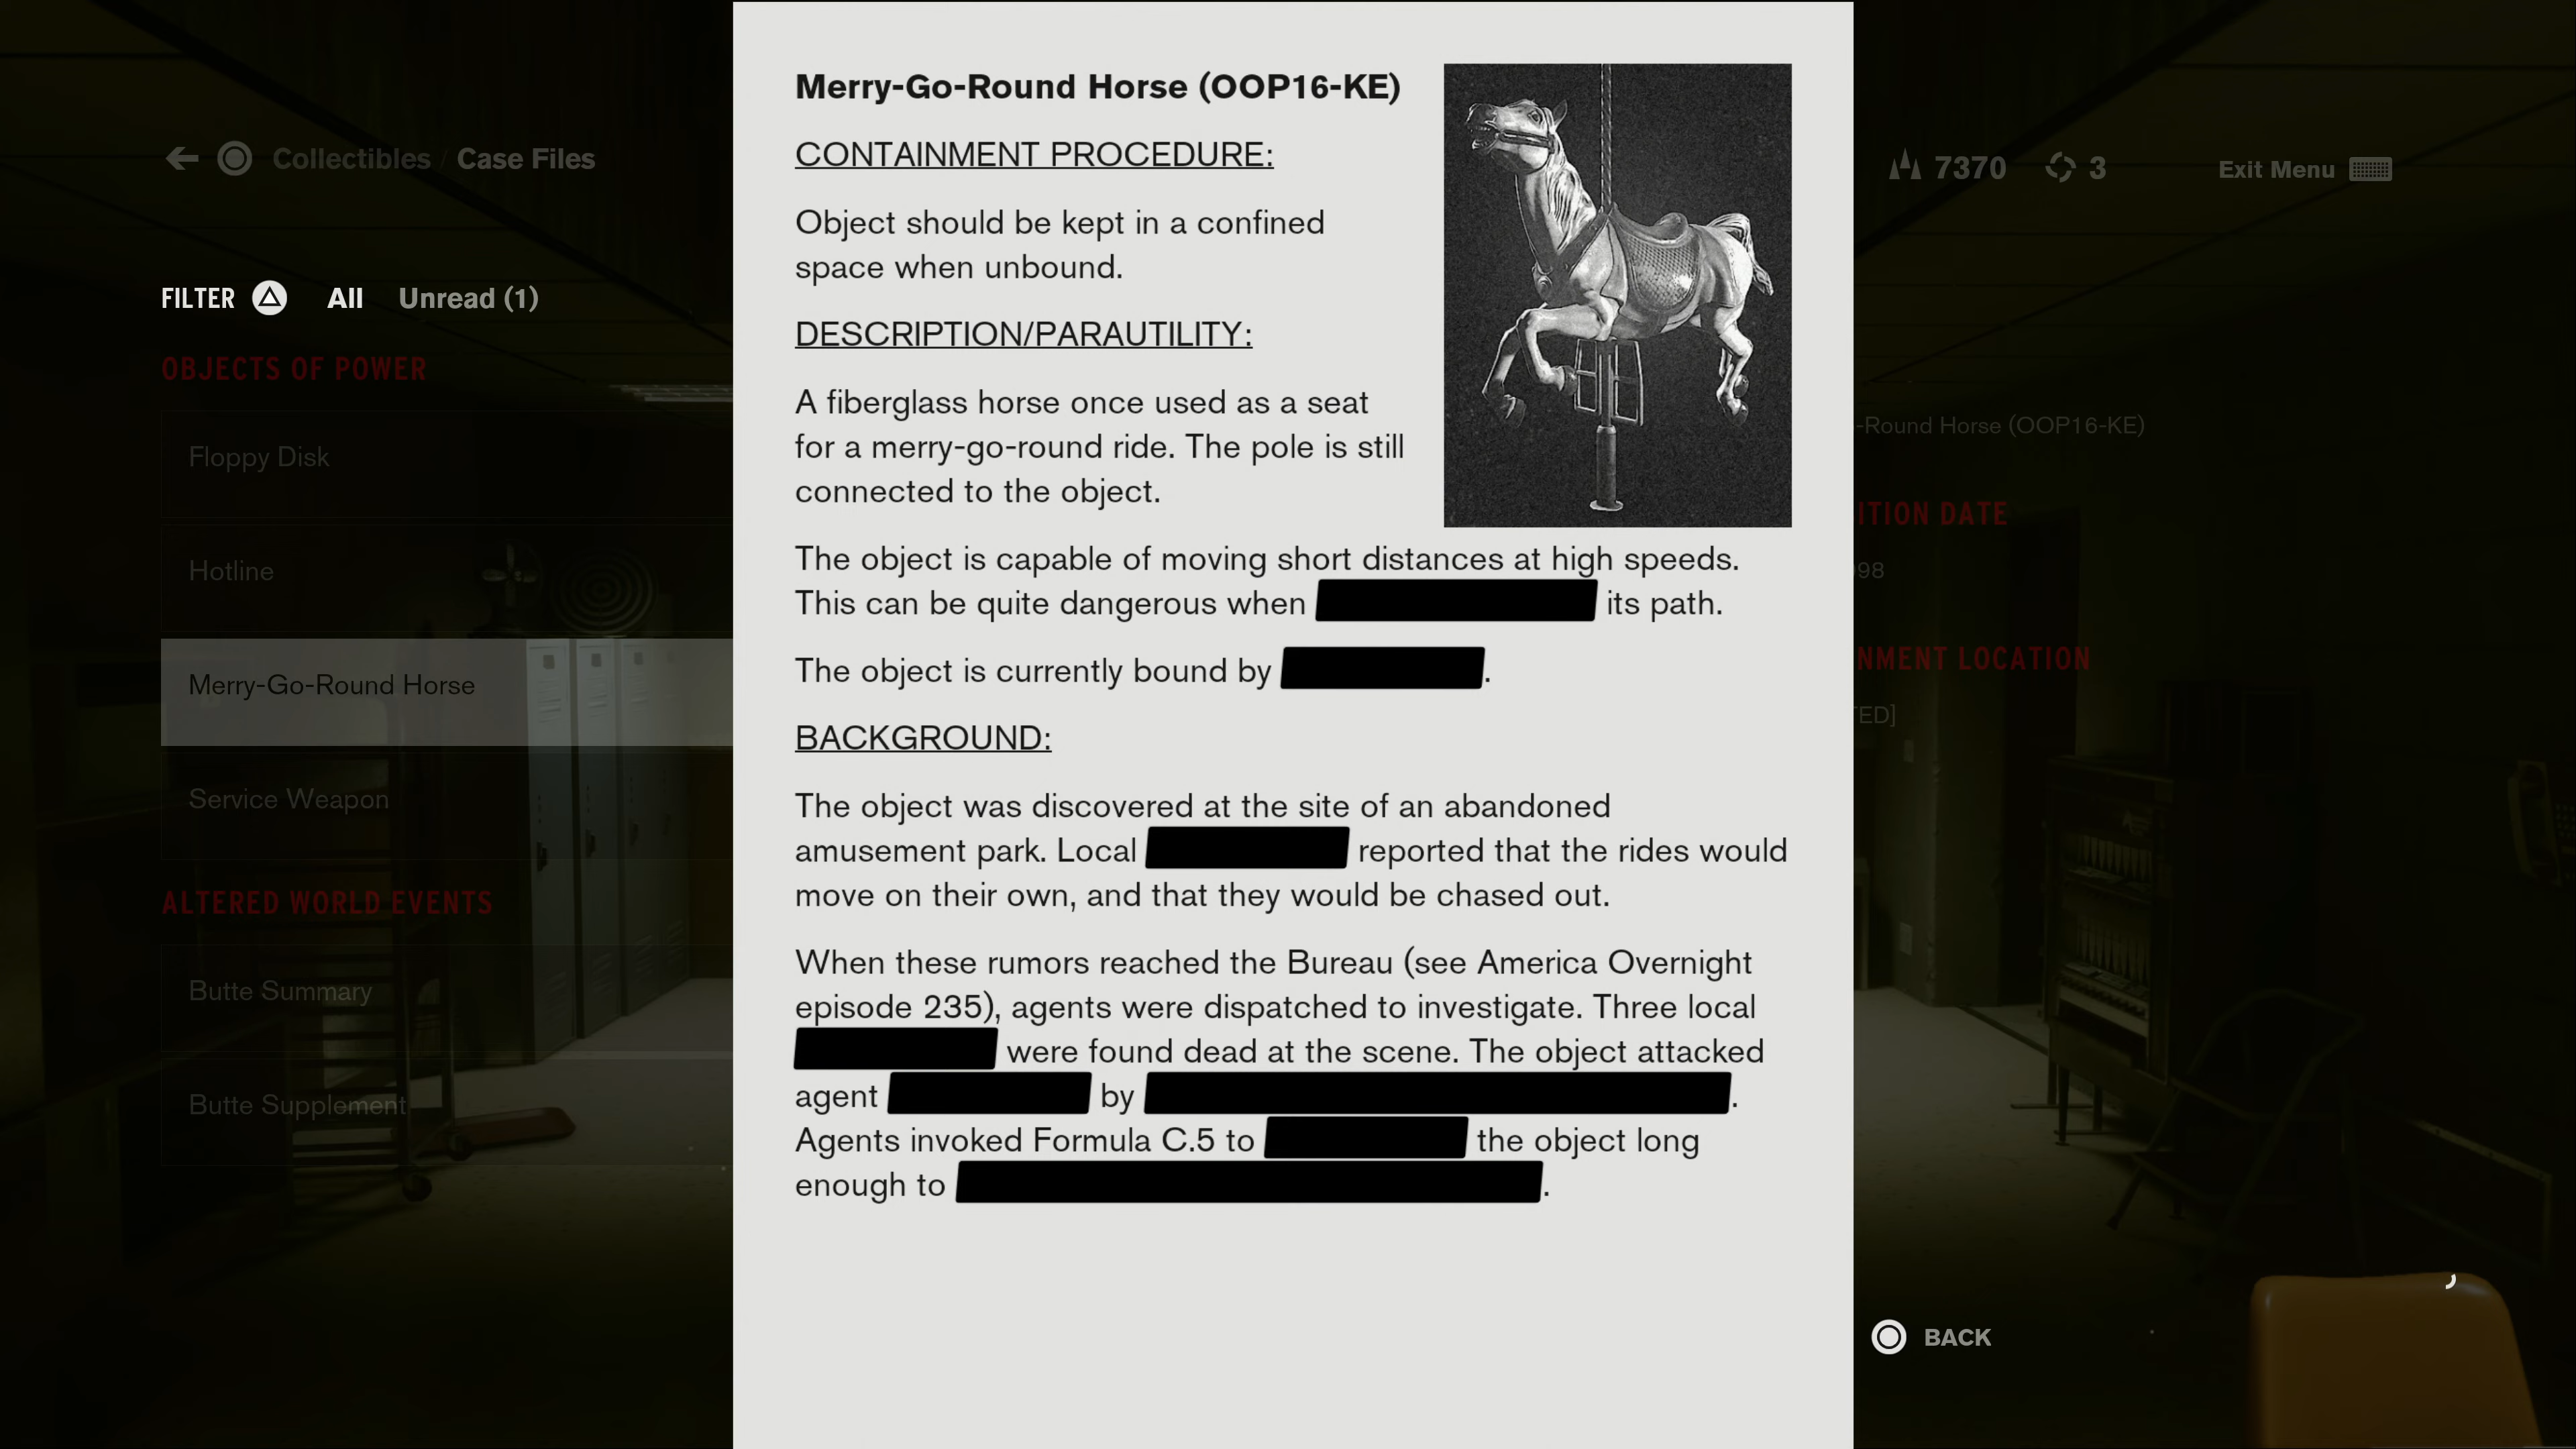 Collectibles / Case Files
7370
3
Exit Menu
FILTER All Unread (1)
OBJECTS OF POWER
Floppy Disk
Hotline
Merry-Go-Round Horse
Service Weapon
ALTERED WORLD EVENTS
Butte Summary
Butte Supplement
Merry-Go-Round Horse (OOP16-KE)
CONTAINMENT PROCEDURE:
Object should be kept in a confined
space when unbound.
DESCRIPTION/PARAUTILITY:
A fiberglass horse once used as a seat
for a merry-go-round ride. The pole is still
connected to the object.
The object is capable of moving short distances at high speeds.
This can be quite dangerous when its path.
The object is currently bound by .
BACKGROUND:
The object was discovered at the site of an abandoned
amusement park. Local reported that the rides would
move on their own, and that they would be chased out.
When these rumors reached the Bureau (see America Overnight
episode 235), agents were dispatched to investigate. Three local
were found dead at the scene. The object attacked
agent by .
Agents invoked Formula C.5 to the object long
enough to .
-Round Horse (OOP16-KE)
ITION DATE
98
NMENT LOCATION
TED]
BACK